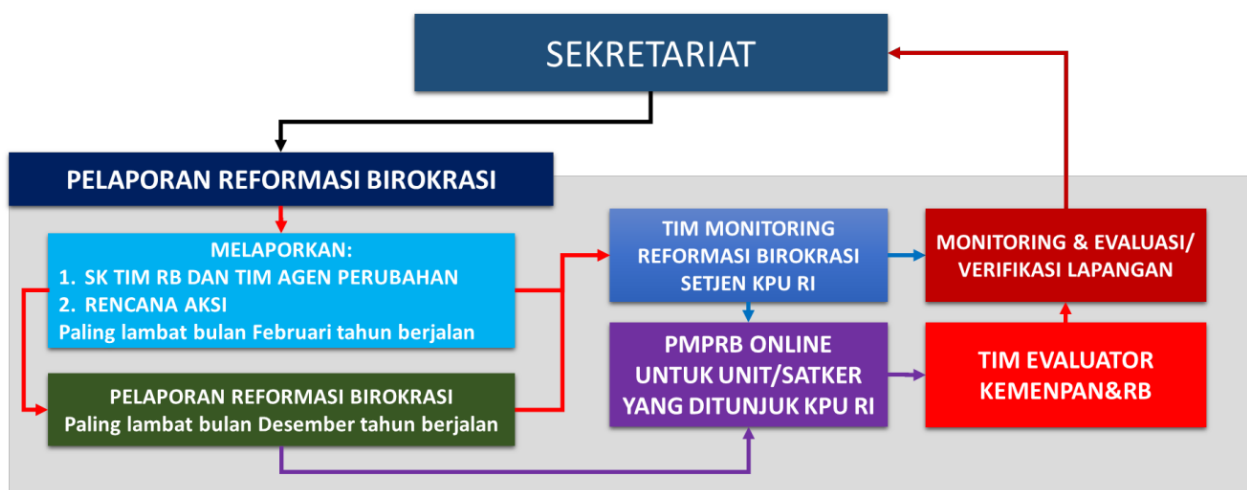 SEKRETARIAT
PELAPORAN REFORMASI BIROKRASI
MELAPORKAN:
1. SK TIM RB DAN TIM AGEN PERUBAHAN
2. RENCANA AKSI
Paling lambat bulan Februari tahun berjalan
PELAPORAN REFORMASI BIROKRASI
Paling lambat bulan Desember tahun berjalan
TIM MONITORING
REFORMASI BIROKRASI
SETJEN KPU RI
PMPRB ONLINE
UNTUK UNIT/SATKER
YANG DITUNJUK KPU RI
MONITORING & EVALUASI/
VERIFIKASI LAPANGAN
TIM EVALUATOR
KEMENPAN&RB